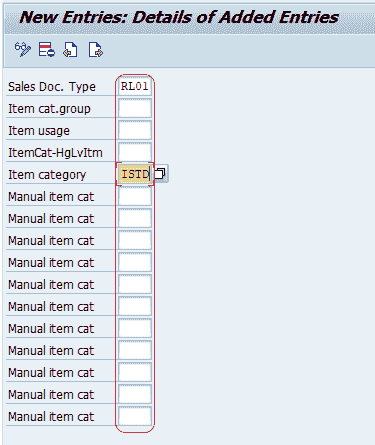 New Entries: Details of Added Entries
Sales Doc. Type RL01
Item cat.group
Item usage
ItemCat-HgLvItm
Item category ISTD
Manual item cat
Manual item cat
Manual item cat
Manual item cat
Manual item cat
Manual item cat
Manual item cat
Manual item cat
Manual item cat
Manual item cat
Manual item cat